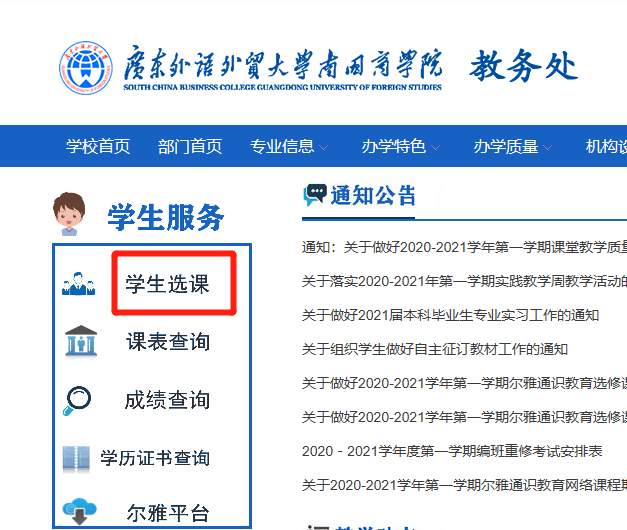 廣东外语外貿大學南国商学院 教务处
SOUTH CHINA BUSINESS COLLEGE GUANGDONG UNIVERSITY OF FOREIGN STUDIES
学校首页 部门首页 专业信息 办学特色 办学质量 机构
学生服务
学生选课
课表查询
成绩查询
学历证书查询
尔雅平台
通知公告
通知：关于做好2020-2021学年第一学期课堂教学质
关于落实2020-2021年第一学期实践教学周教学活动
关于做好2021届本科毕业生专业实习工作的通知
关于组织学生做好自主征订教材工作的通知
关于做好2020-2021学年第一学期尔雅通识教育选修
关于做好2020-2021学年第一学期尔雅通识教育选修
2020－2021学年度第一学期编班重修考试安排表
关于2020-2021学年第一学期尔雅通识教育网络课程